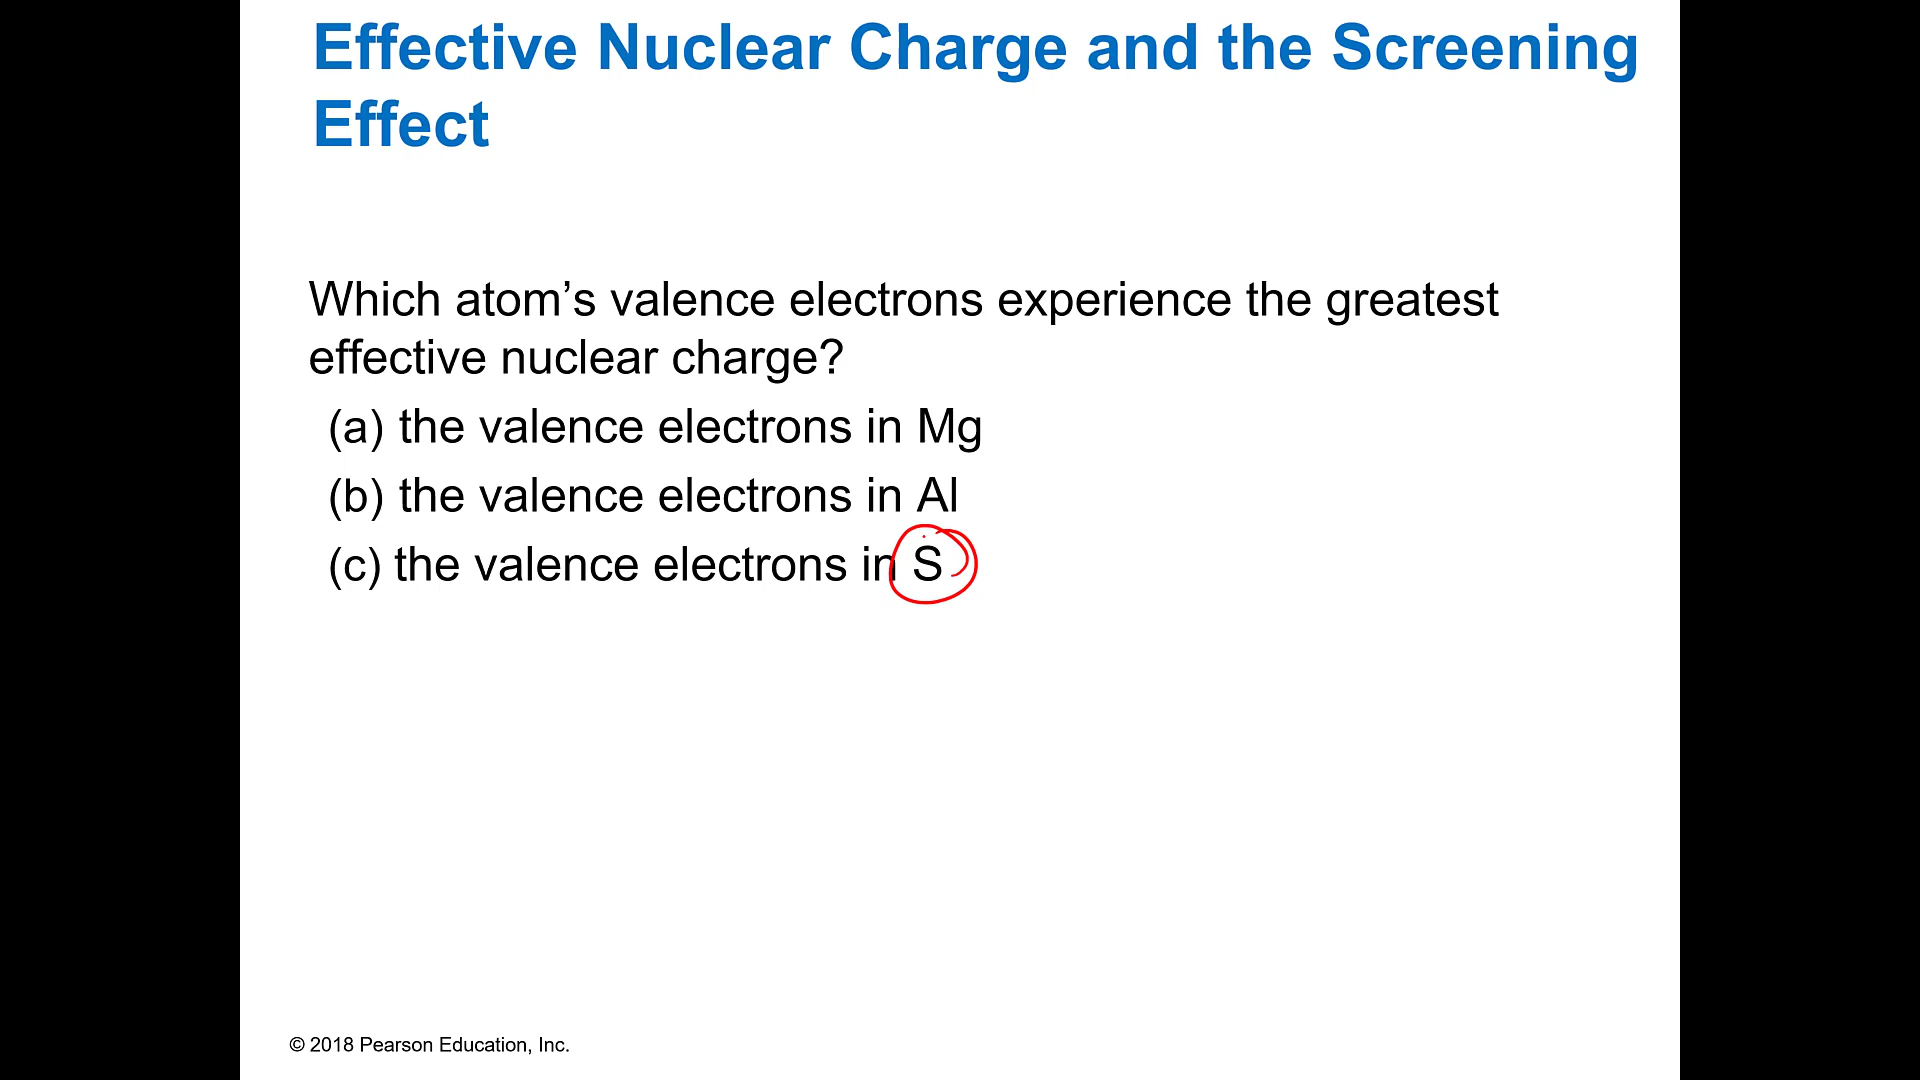 Effective Nuclear Charge and the Screening
Effect
Which atom’s valence electrons experience the greatest
effective nuclear charge?
(a) the valence electrons in Mg
(b) the valence electrons in Al
(c) the valence electrons in S
© 2018 Pearson Education, Inc.